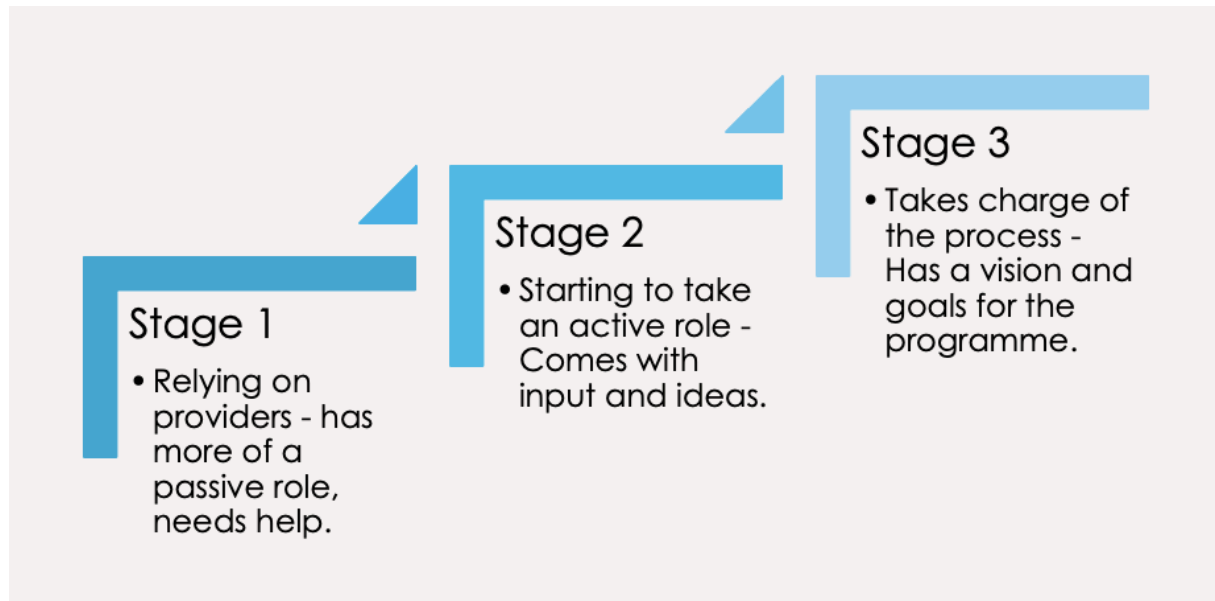 Stage 1
• Relying on
providers - has
more of a
passive role,
needs help.
Stage 2
• Starting to take
an active role -
Comes with
input and ideas.
Stage 3
• Takes charge of
the process -
Has a vision and
goals for the
programme.